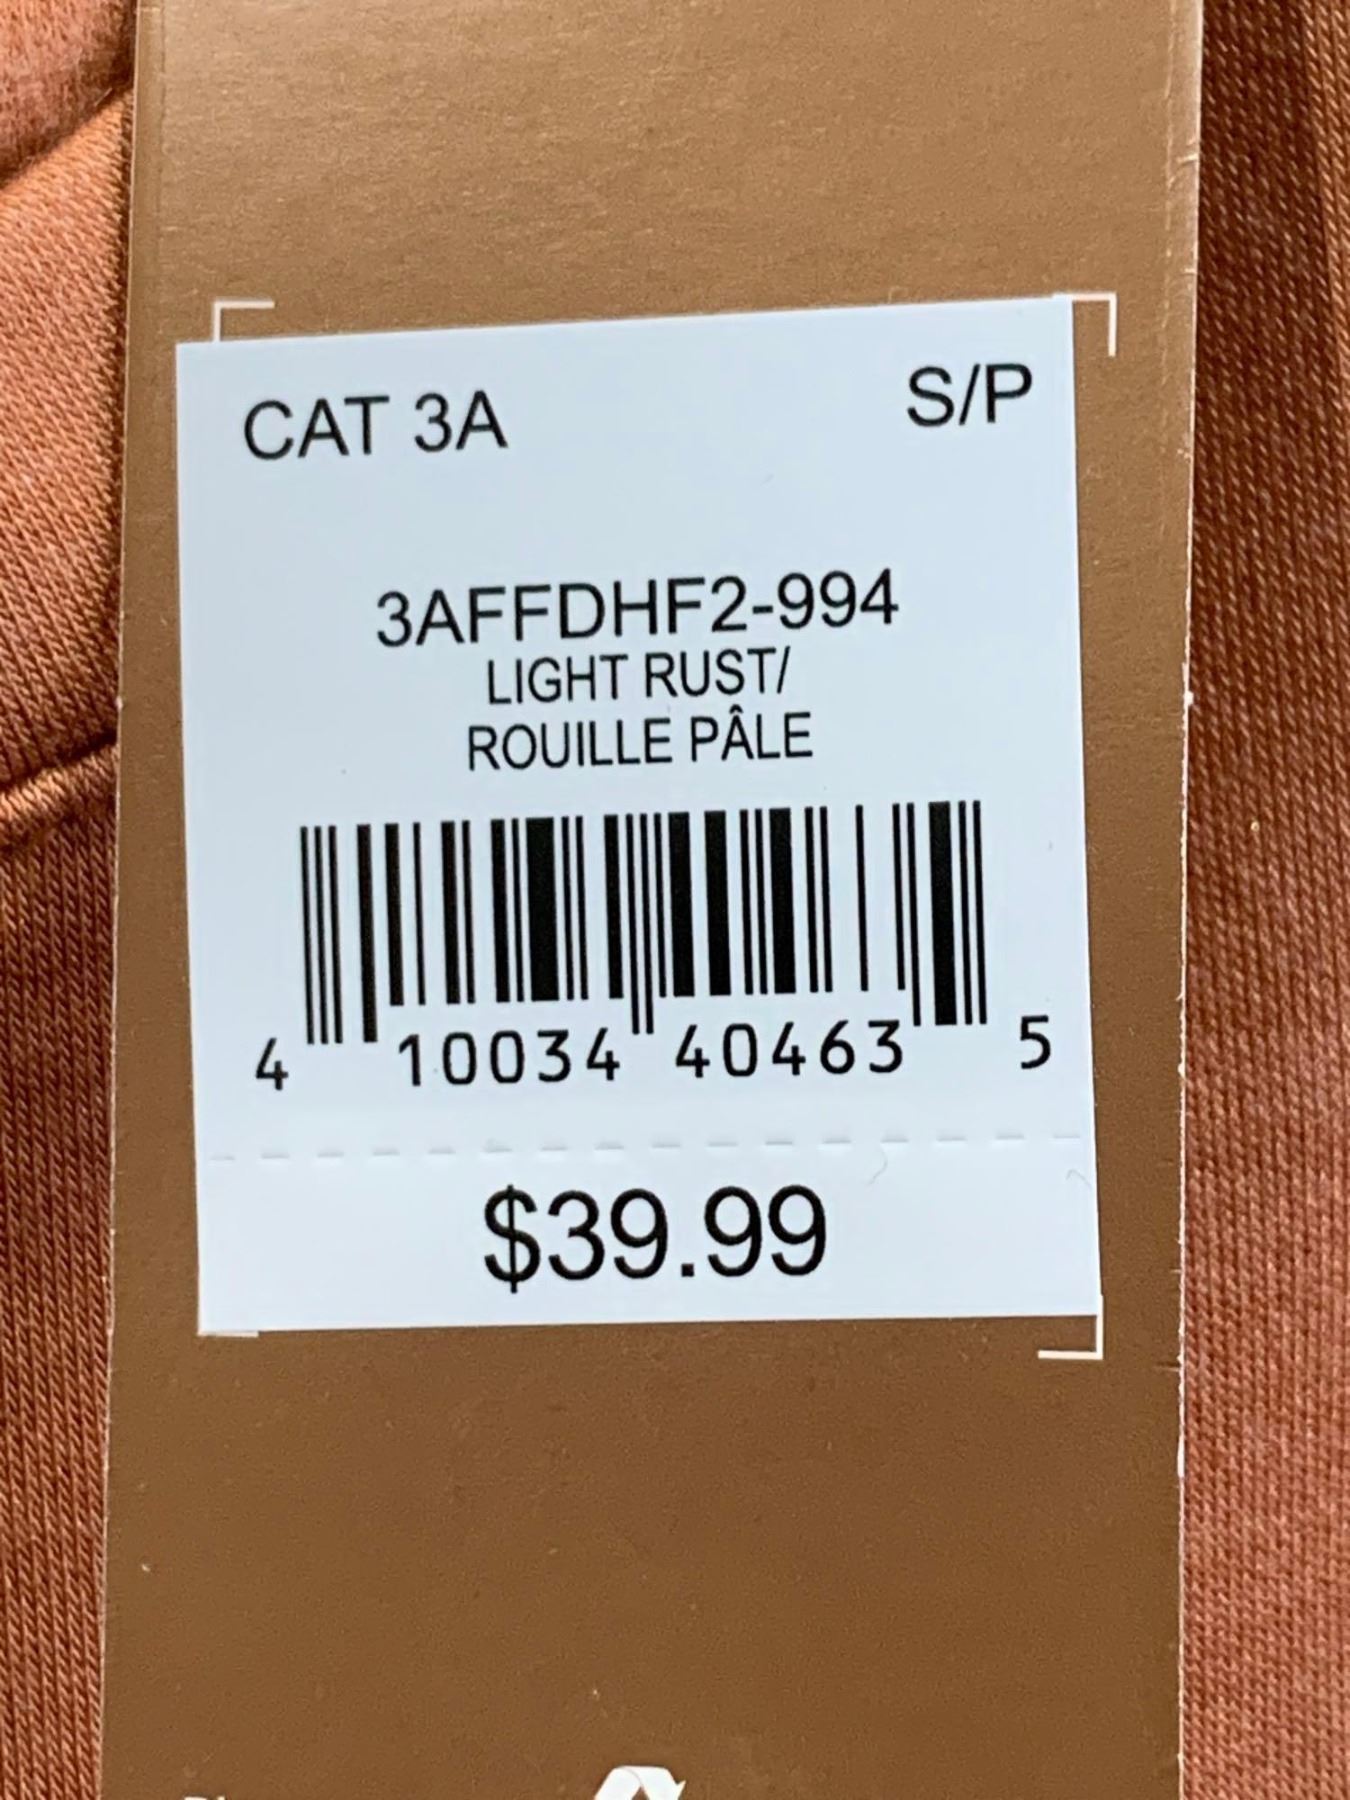 CAT 3A
S/P
3AFFDHF2-994
LIGHT RUST/
ROUILLE PÂLE
4 10034 40463 5
$39.99